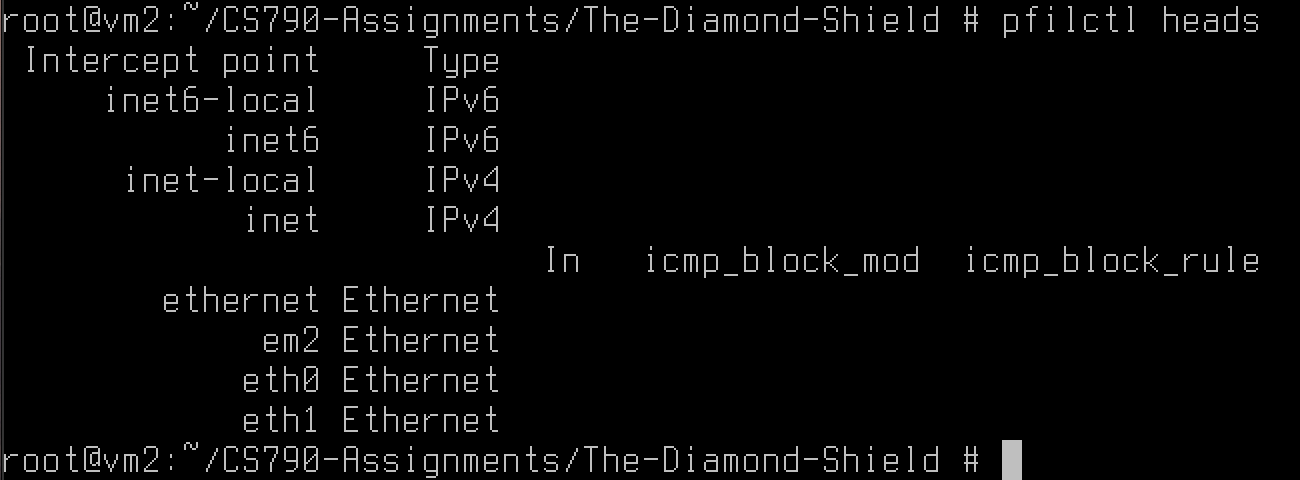 root@vm2:~/CS790-Assignments/The-Diamond-Shield # pfilctl heads
Intercept point Type
inet6-local IPv6
inet6 IPv6
inet-local IPv4
inet IPv4
In icmp_block_mod icmp_block_rule
ethernet Ethernet
em2 Ethernet
eth0 Ethernet
eth1 Ethernet
root@vm2:~/CS790-Assignments/The-Diamond-Shield #